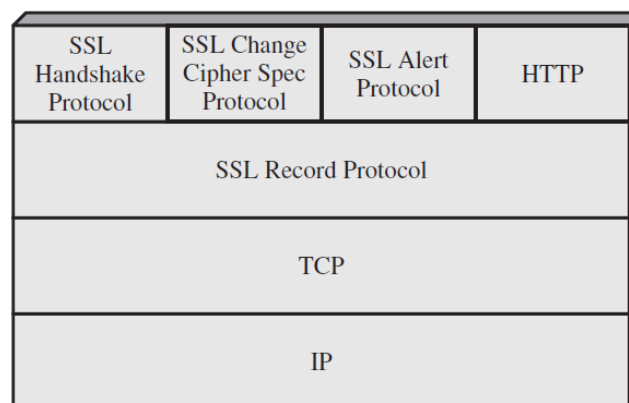 SSL
Handshake
Protocol
SSL Change
Cipher Spec
Protocol
SSL Alert
Protocol
HTTP
SSL Record Protocol
TCP
IP